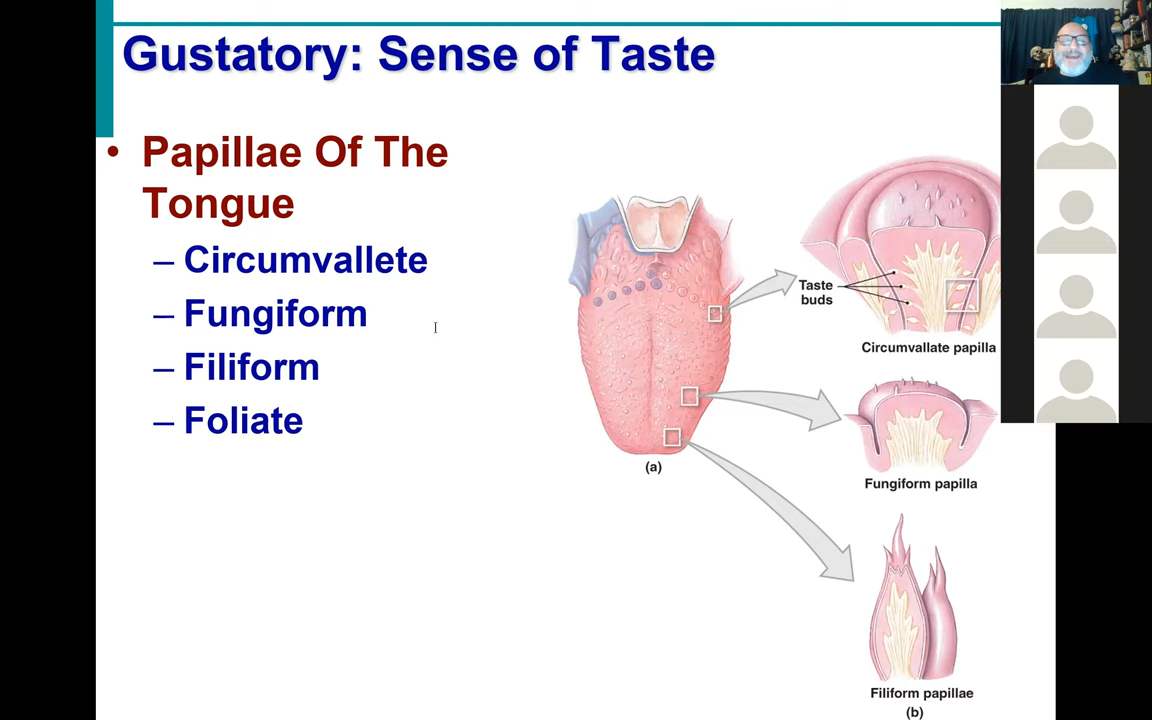 Gustatory: Sense of Taste
• Papillae Of The
Tongue
– Circumvallete
– Fungiform
– Filiform
– Foliate
Taste
buds
Circumvallate papilla
(a)
Fungiform papilla
Filiform papillae
(b)